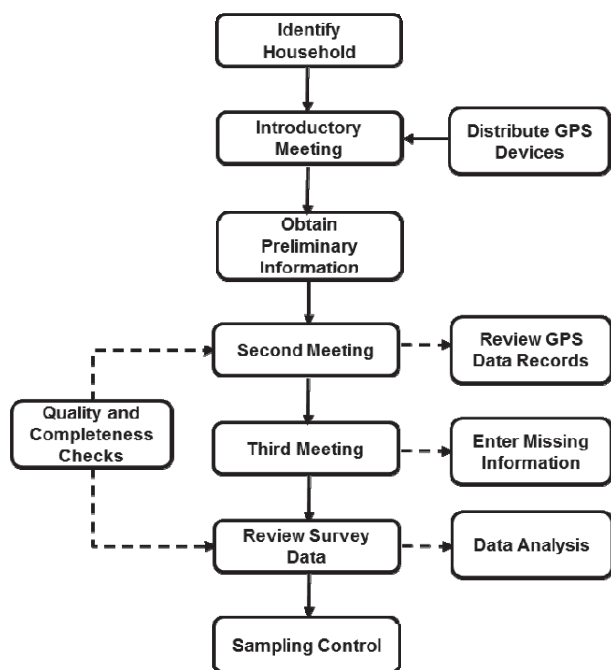 Identify
Household
Introductory
Meeting
Distribute GPS
Devices
Obtain
Preliminary
Information
Second Meeting
Review GPS
Data Records
Quality and
Completeness
Checks
Third Meeting
Enter Missing
Information
Review Survey
Data
Data Analysis
Sampling Control